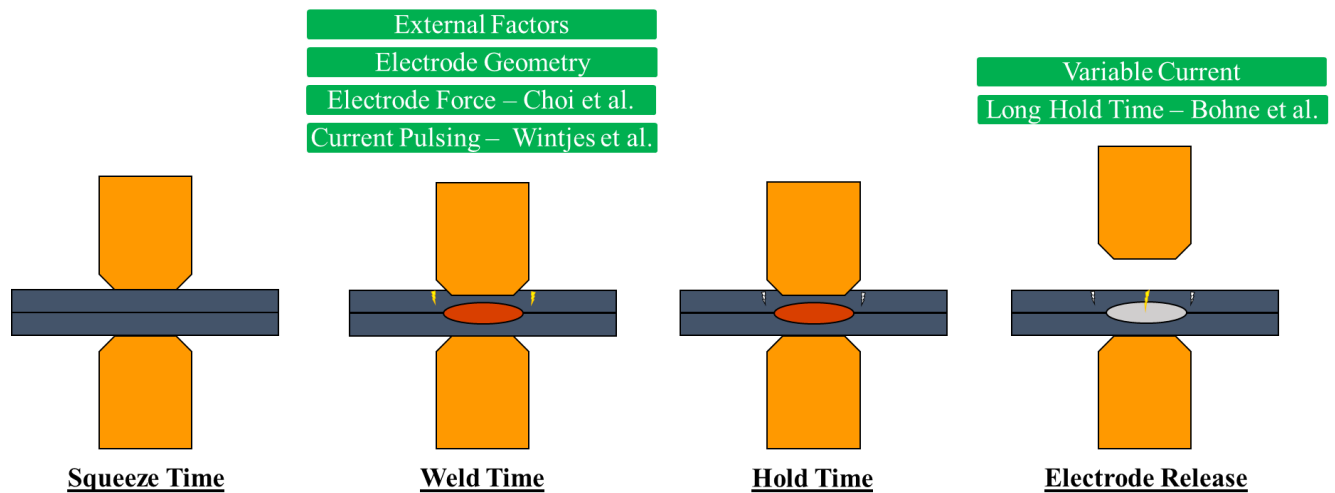 External Factors
Electrode Geometry
Electrode Force – Choi et al.
Current Pulsing – Wintjes et al.
Variable Current
Long Hold Time – Bohne et al.
Squeeze Time
Weld Time
Hold Time
Electrode Release